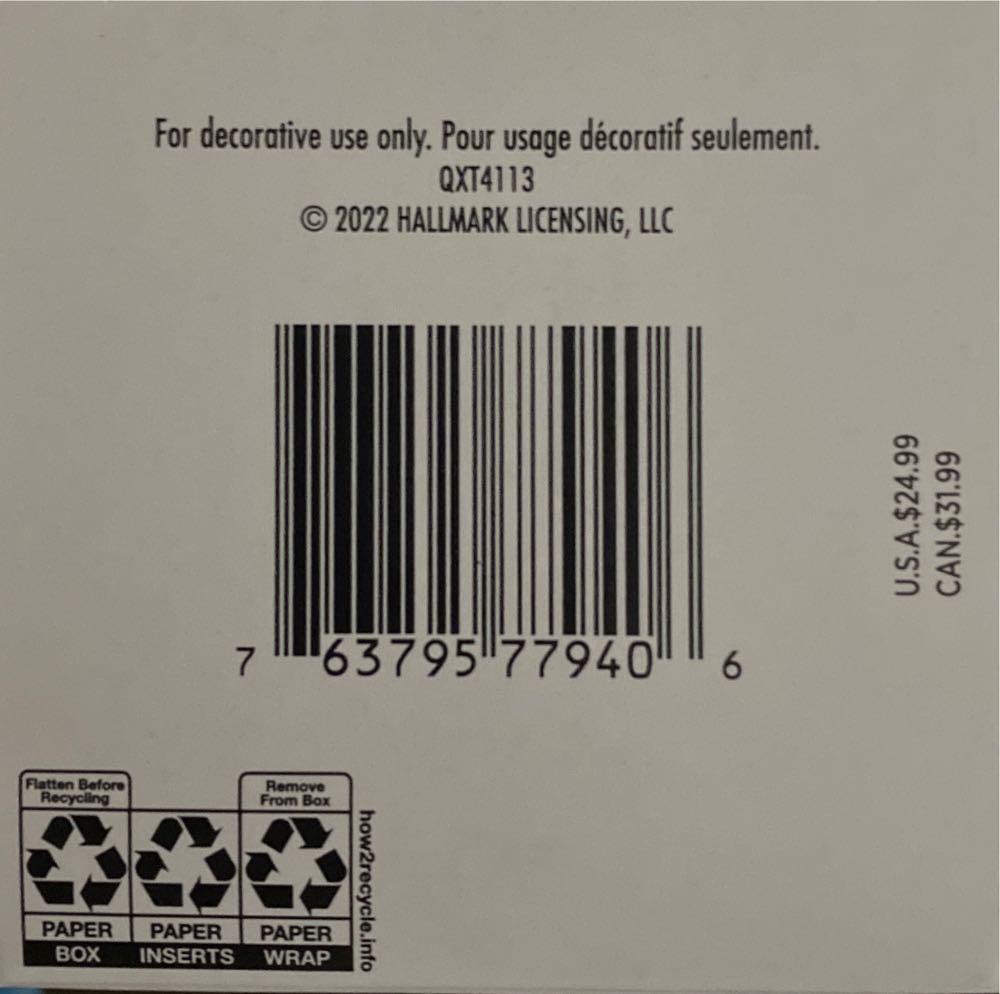 For decorative use only. Pour usage décoratif seulement.
QXT4113
© 2022 HALLMARK LICENSING, LLC
U.S.A.$24.99
CAN.$31.99
7 63795 77940 6
Flatten Before
Recycling
Remove
From Box
PAPER PAPER PAPER
BOX INSERTS WRAP
how2recycle.info